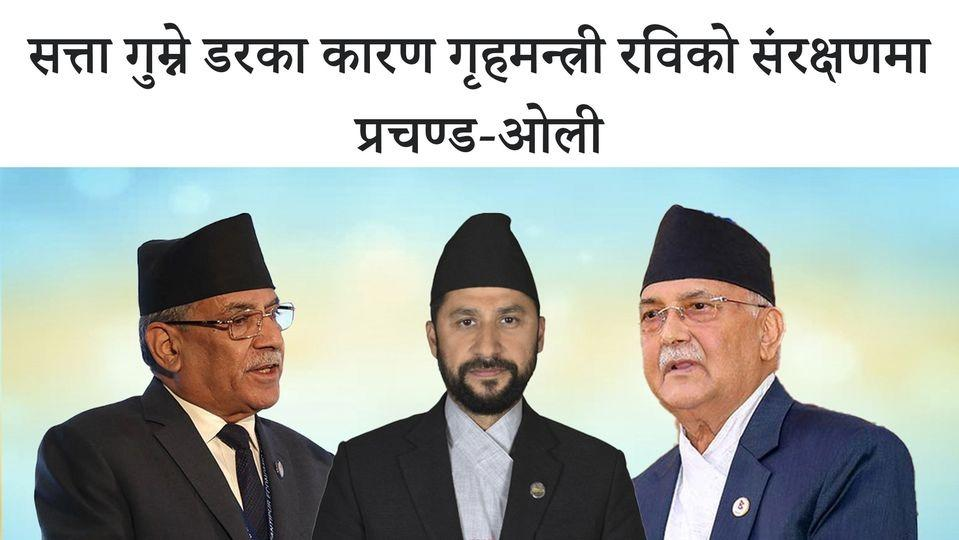 सत्ता गुम्ने डरका कारण गृहमन्त्री रविको संरक्षणमा
प्रचण्ड-ओली